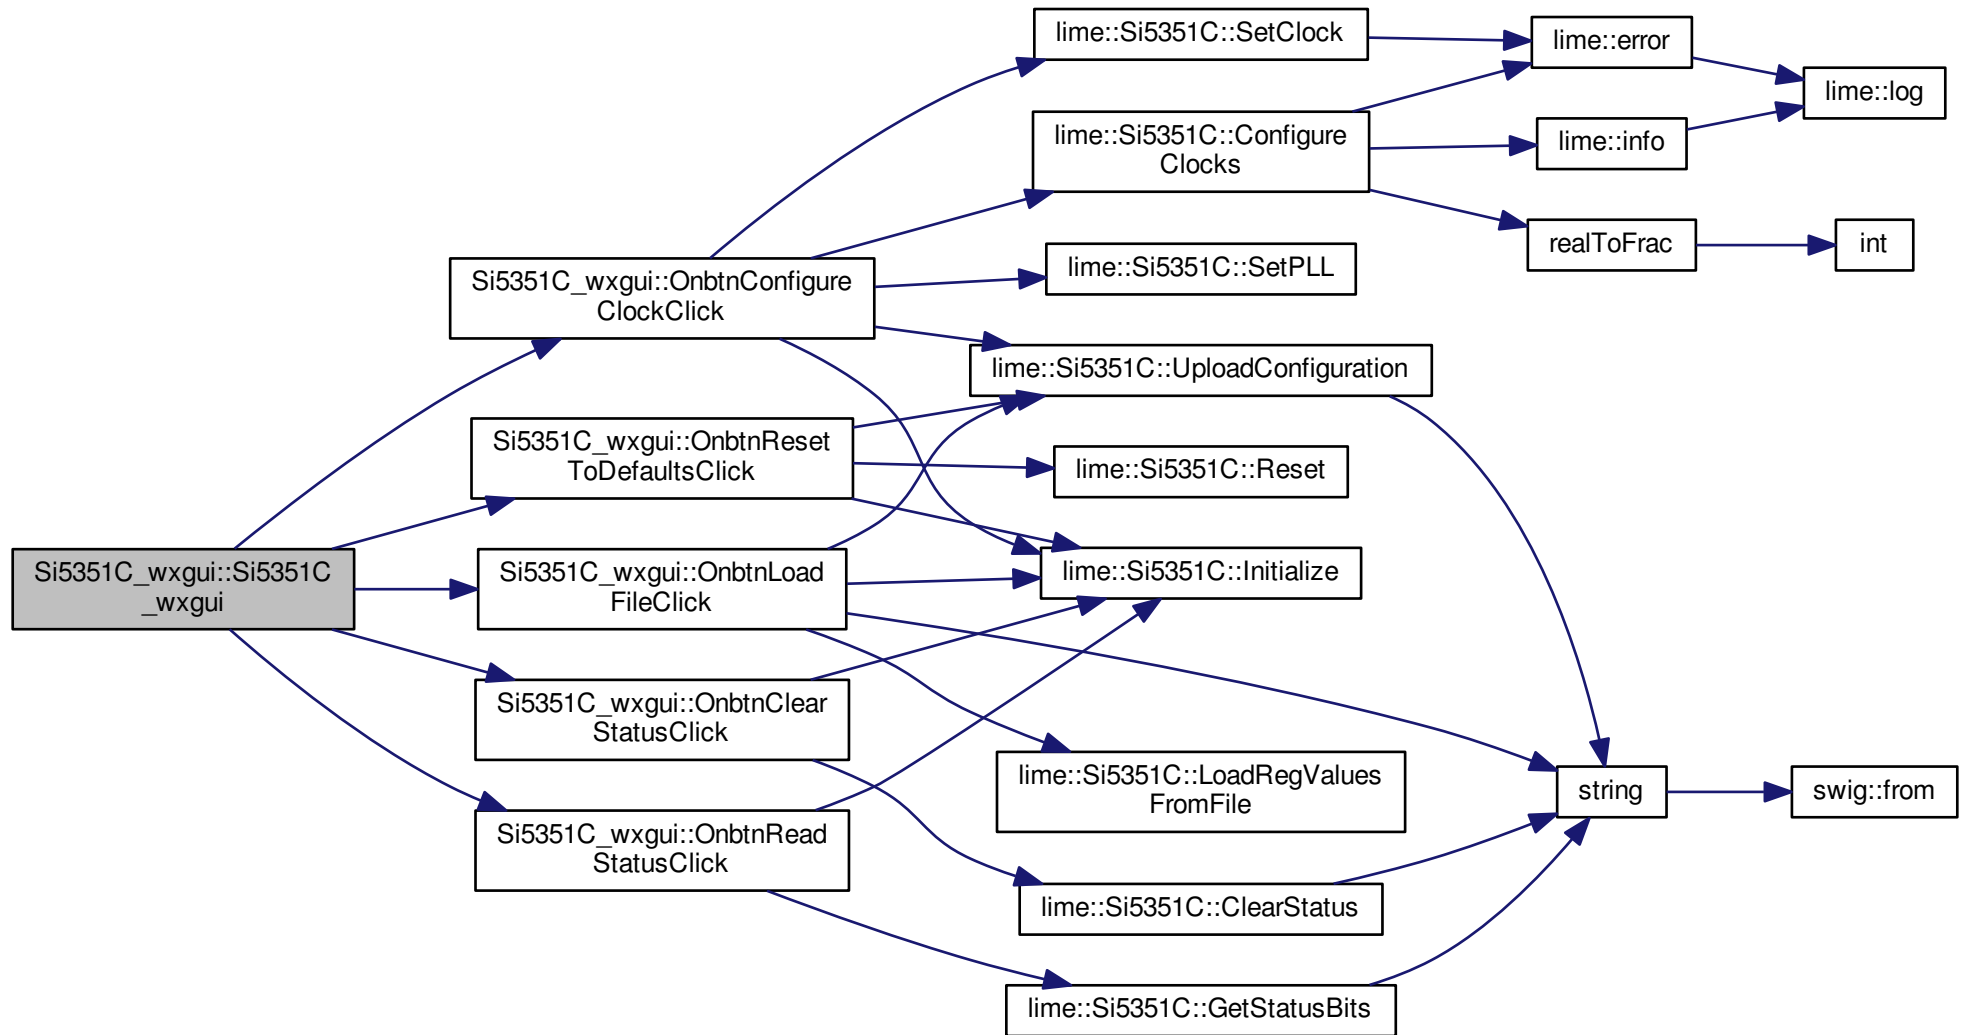 Si5351C_wxgui::Si5351C
_wxgui
Si5351C_wxgui::OnbtnConfigure
ClockClick
Si5351C_wxgui::OnbtnReset
ToDefaultsClick
Si5351C_wxgui::OnbtnLoad
FileClick
Si5351C_wxgui::OnbtnClear
StatusClick
Si5351C_wxgui::OnbtnRead
StatusClick
lime::Si5351C::SetClock
lime::Si5351C::Configure
Clocks
lime::Si5351C::SetPLL
lime::Si5351C::UploadConfiguration
lime::Si5351C::Reset
lime::Si5351C::Initialize
lime::Si5351C::LoadRegValues
FromFile
lime::Si5351C::ClearStatus
lime::Si5351C::GetStatusBits
lime::error
lime::info
realToFrac
string
lime::log
int
swig::from